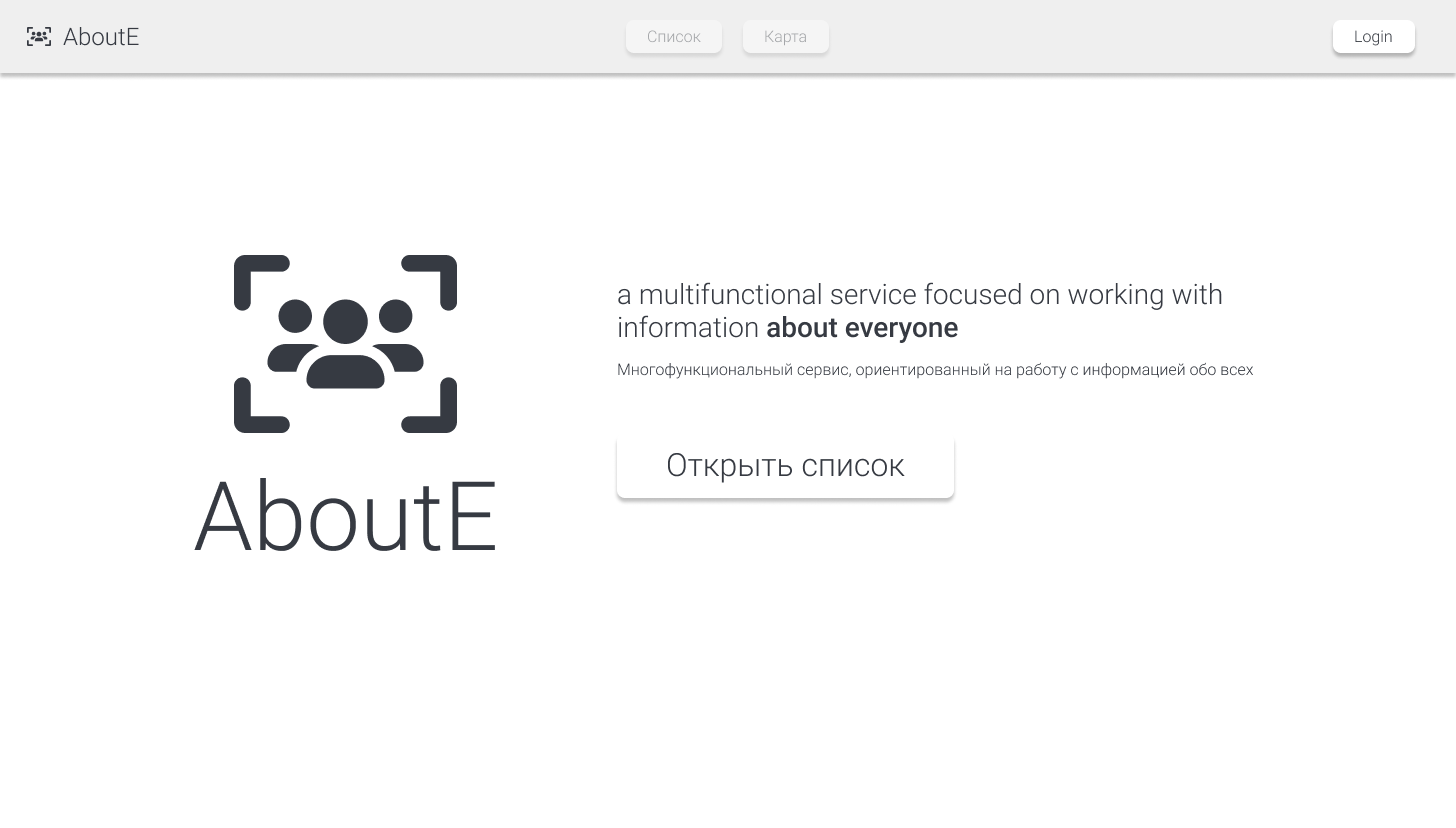 AboutE
Список
Карта
Login
a multifunctional service focused on working with
information about everyone
Многофункциональный сервис, ориентированный на работу с информацией обо всех
Открыть список
AboutE